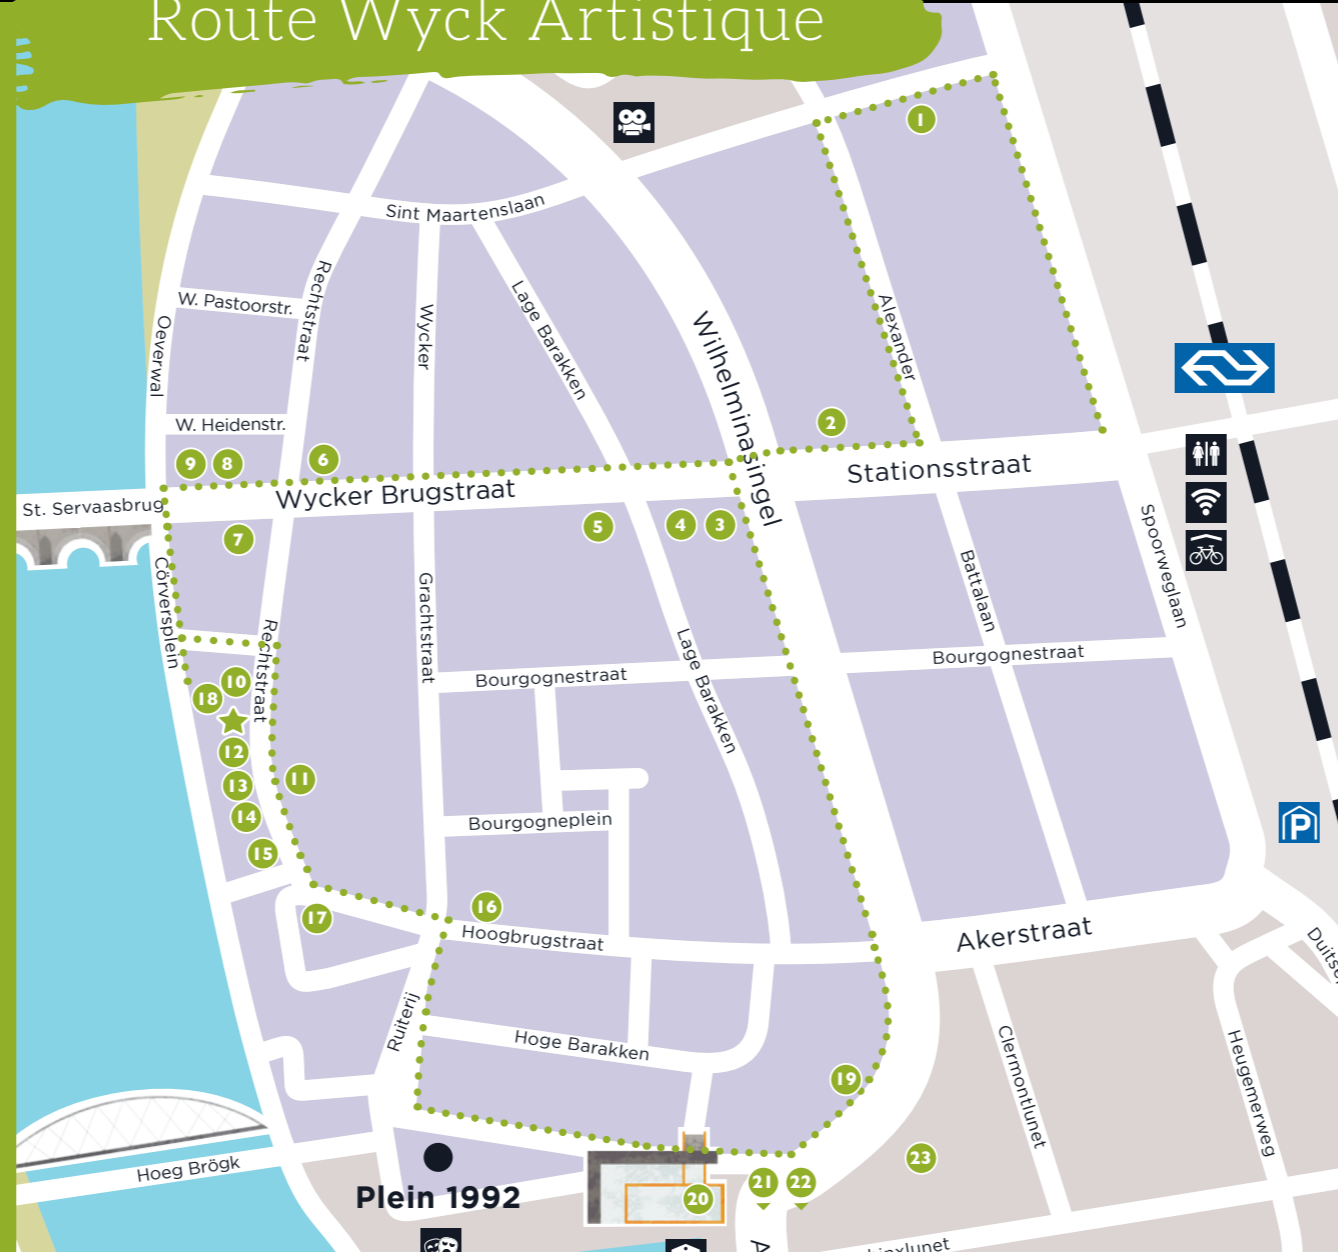 Route Wyck Artistique
1
Sint Maartenslaan
W. Pastoorstr.
Rechtstraat
Oeverwal
Wycker
Lage Barakken
Wilhelminasingel
Alexander
W. Heidenstr.
2
9
8
6
St. Servaasbrug
Wycker Brugstraat
Stationsstraat
7
5
4
3
Spoorweglaan
Cörversplein
Grachtstraat
Battalaan
Rechtstraat
Bourgognestraat
Lage Barakken
Bourgognestraat
10
18
12
13
11
14
15
Bourgogneplein
P
17
16
Hoogbrugstraat
Akerstraat
Ruiterij
Hoge Barakken
Clermontlunet
Heugemerweg
19
Hoeg Brögk
Plein 1992
20
21
22
23